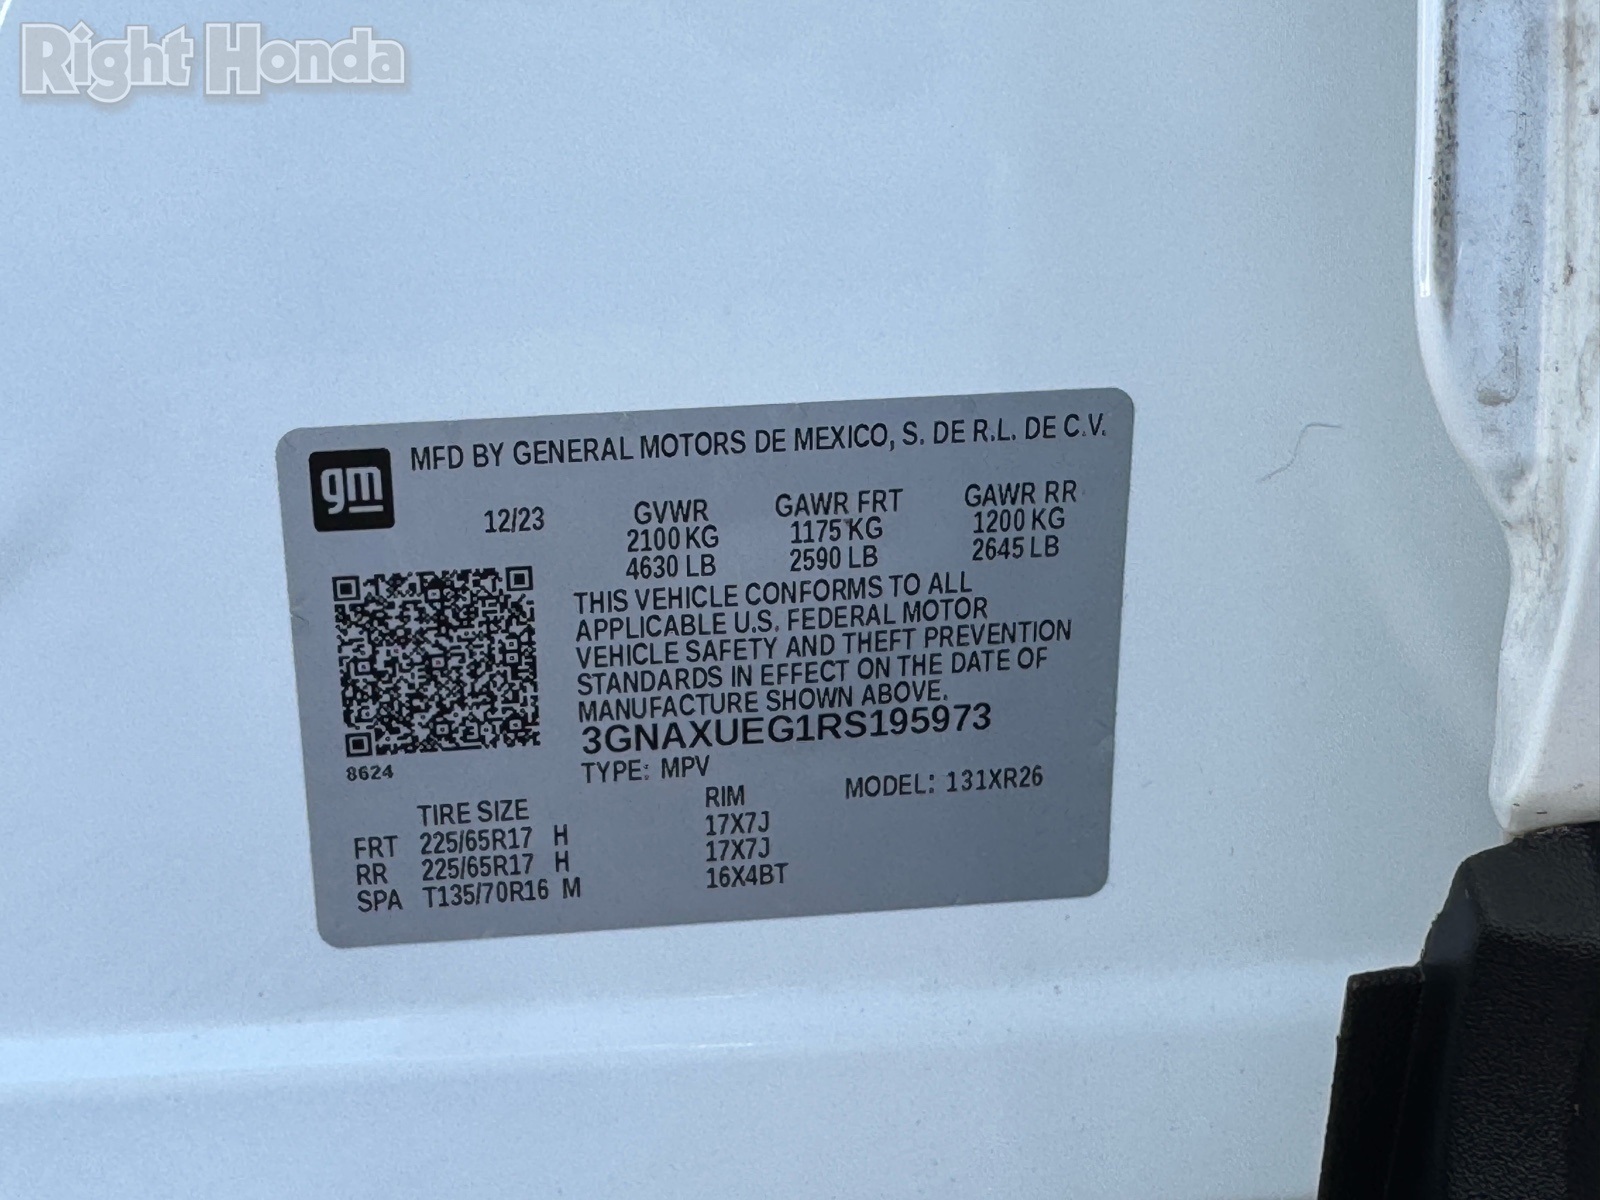 Right Honda
gm
MFD BY GENERAL MOTORS DE MEXICO, S. DE R.L. DE C.V.
12/23 GVWR GAWR FRT GAWR RR
2100 KG 1175 KG 1200 KG
4630 LB 2590 LB 2645 LB
THIS VEHICLE CONFORMS TO ALL
APPLICABLE U.S. FEDERAL MOTOR
VEHICLE SAFETY AND THEFT PREVENTION
STANDARDS IN EFFECT ON THE DATE OF
MANUFACTURE SHOWN ABOVE.
3GNAXUEG1RS195973
8624
TYPE: MPV
MODEL: 131XR26
TIRE SIZE RIM
FRT 225/65R17 H 17X7J
RR 225/65R17 H 17X7J
SPA T135/70R16 M 16X4BT